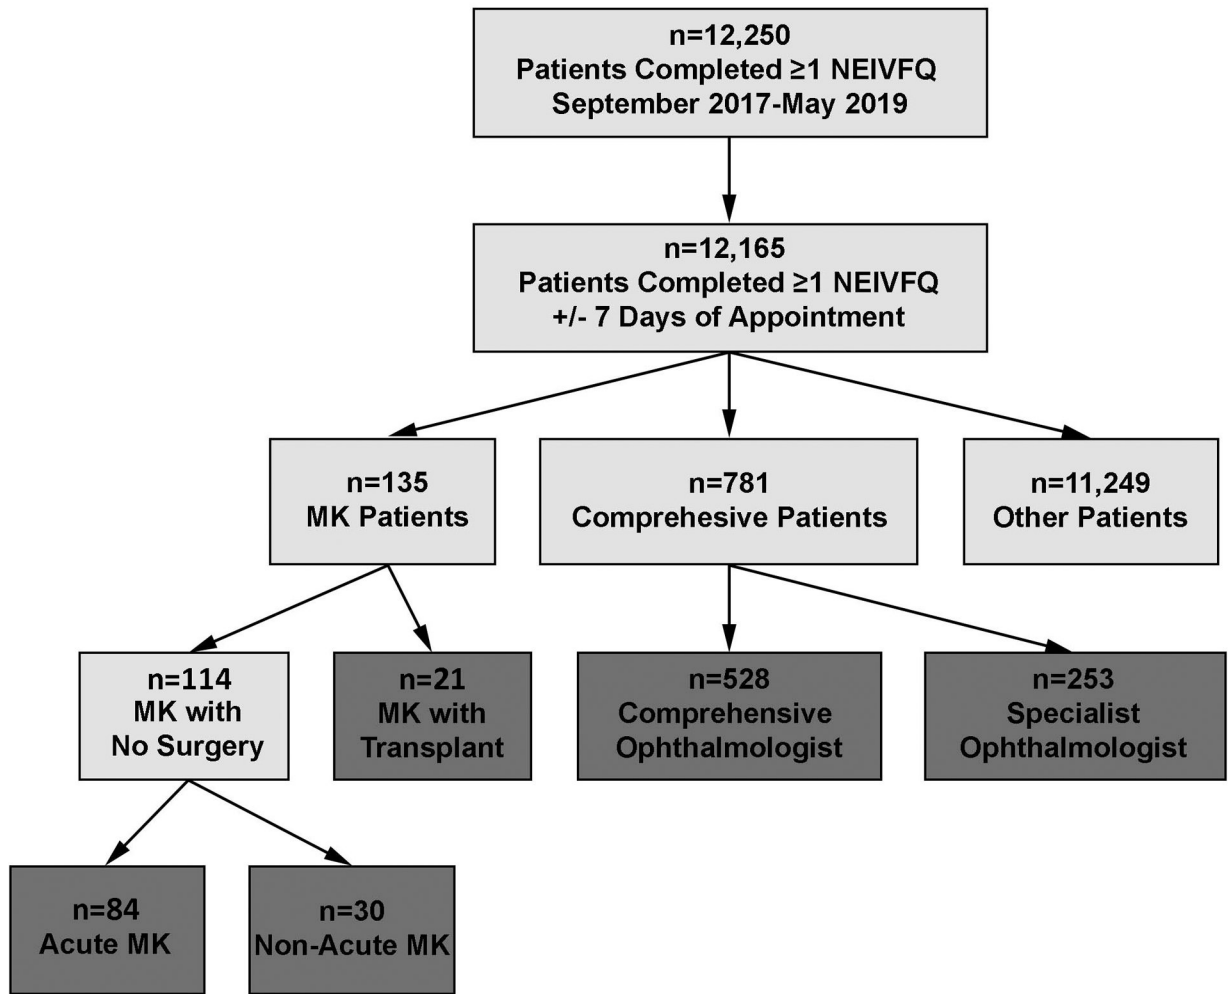 n=12,250
Patients Completed ≥1 NEIVFQ
September 2017-May 2019
n=12,165
Patients Completed ≥1 NEIVFQ
+/- 7 Days of Appointment
n=135
MK Patients
n=781
Comprehesive Patients
n=11,249
Other Patients
n=114
MK with
No Surgery
n=21
MK with
Transplant
n=528
Comprehensive
Ophthalmologist
n=253
Specialist
Ophthalmologist
n=84
Acute MK
n=30
Non-Acute MK